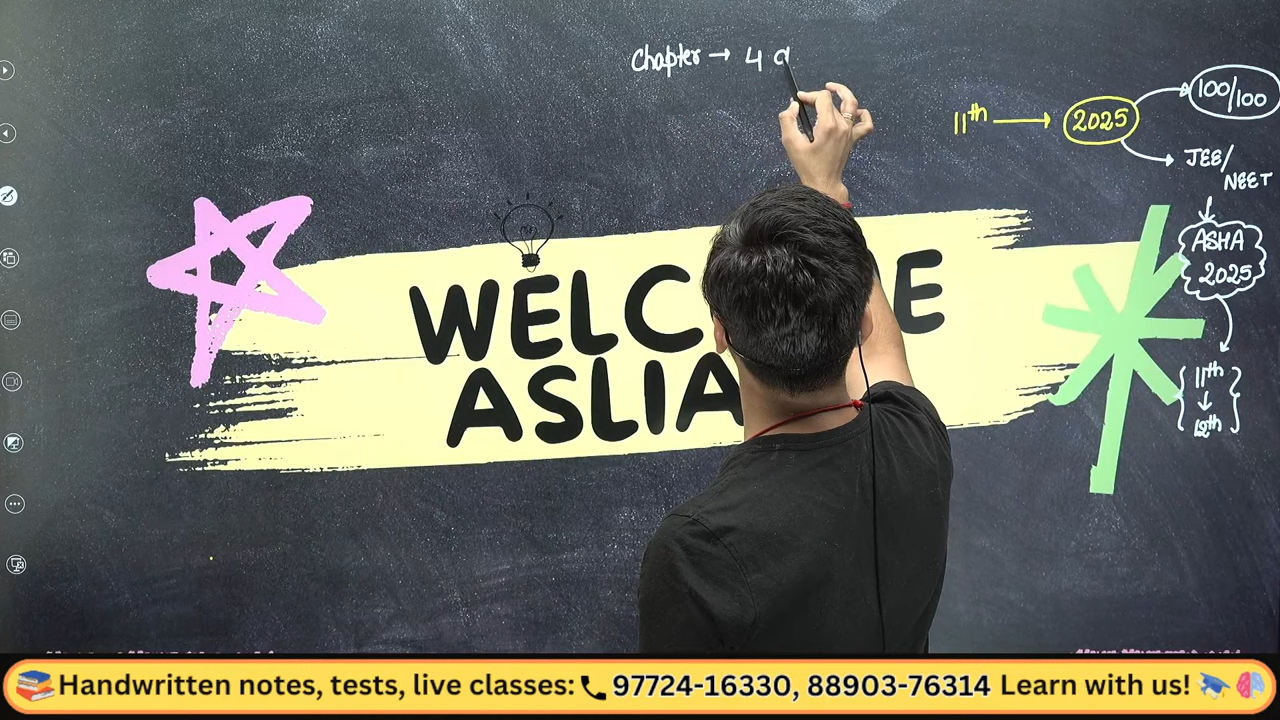 Chapter → 4 d
11th → 2025
100/100
JEE/
NEET
ASHA
2025
11th
↓
12th
WELC E
ASLIA
Handwritten notes, tests, live classes: 97724-16330, 88903-76314 Learn with us!